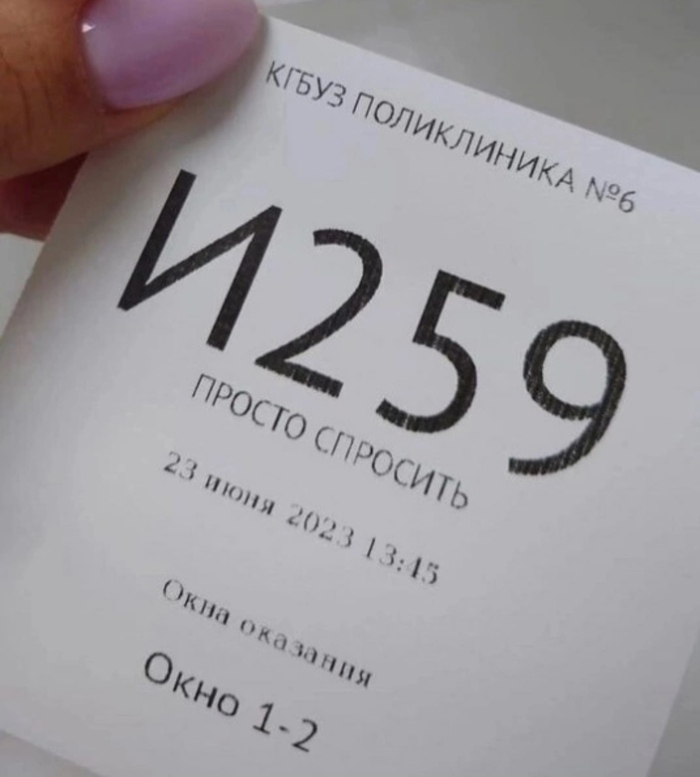 КГБУЗ ПОЛИКЛИНИКА №6
И259
ПРОСТО СПРОСИТЬ
23 июня 2023 13:45
Окна оказания
Окно 1-2